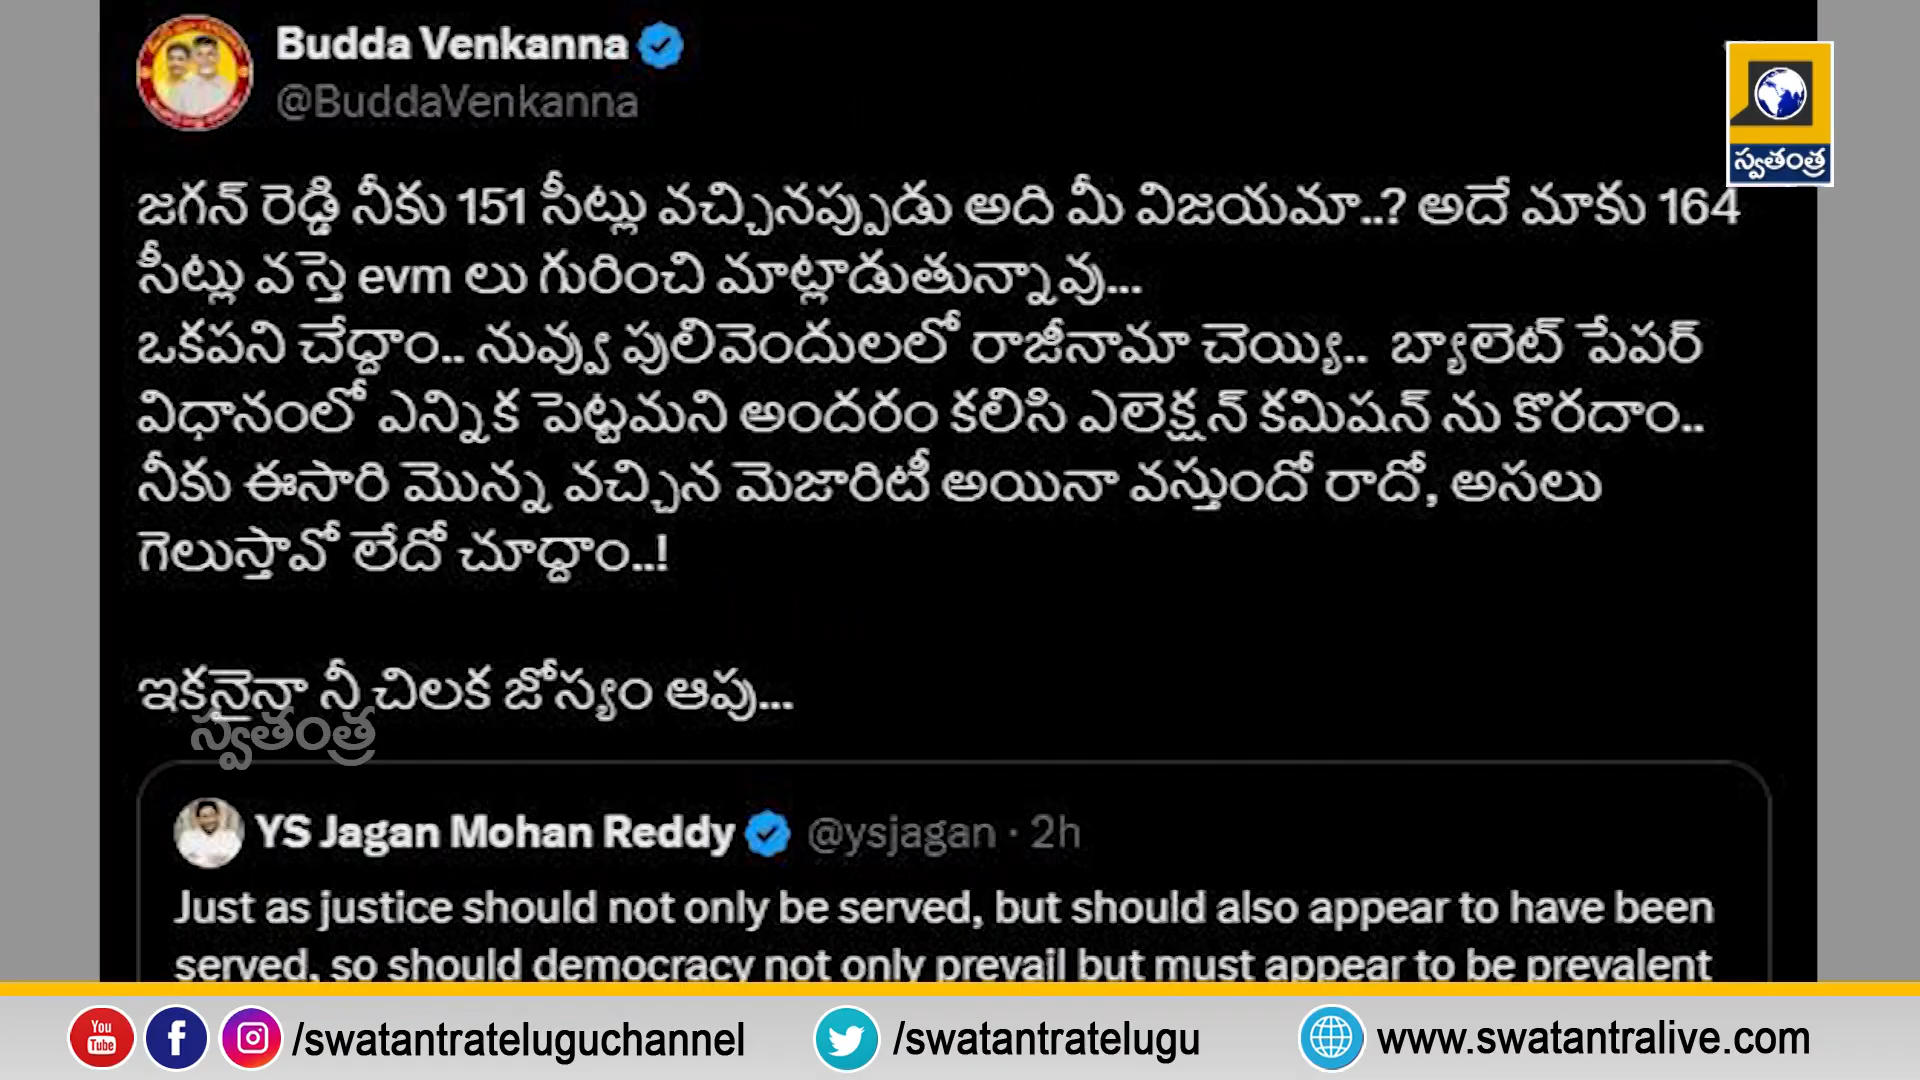 Budda Venkanna
@BuddaVenkanna
స్వతంత్ర
జగన్ రెడ్డి నీకు 151 సీట్లు వచ్చినప్పుడు అది మీ విజయమా..? అదే మాకు 164
సీట్లు వస్తె evm లు గురించి మాట్లాడుతున్నావు...
ఒకపని చేద్దాం.. నువ్వు పులివెందులలో రాజీనామా చెయ్యి.. బ్యాలెట్ పేపర్
విధానంలో ఎన్నిక పెట్టమని అందరం కలిసి ఎలెక్షన్ కమిషన్ ను కొరదాం..
నీకు ఈసారి మొన్న వచ్చిన మెజారిటీ అయినా వస్తుందో రాదో, అసలు
గెలుస్తావో లేదో చూద్దాం..!
ఇకనైనా నీ చిలక జోస్యం ఆపు...
స్వతంత్ర
YS Jagan Mohan Reddy @ysjagan · 2h
Just as justice should not only be served, but should also appear to have been
served, so should democracy not only prevail but must appear to be prevalent
You Tube /swatantrateluguchannel /swatantratelugu www.swatantralive.com